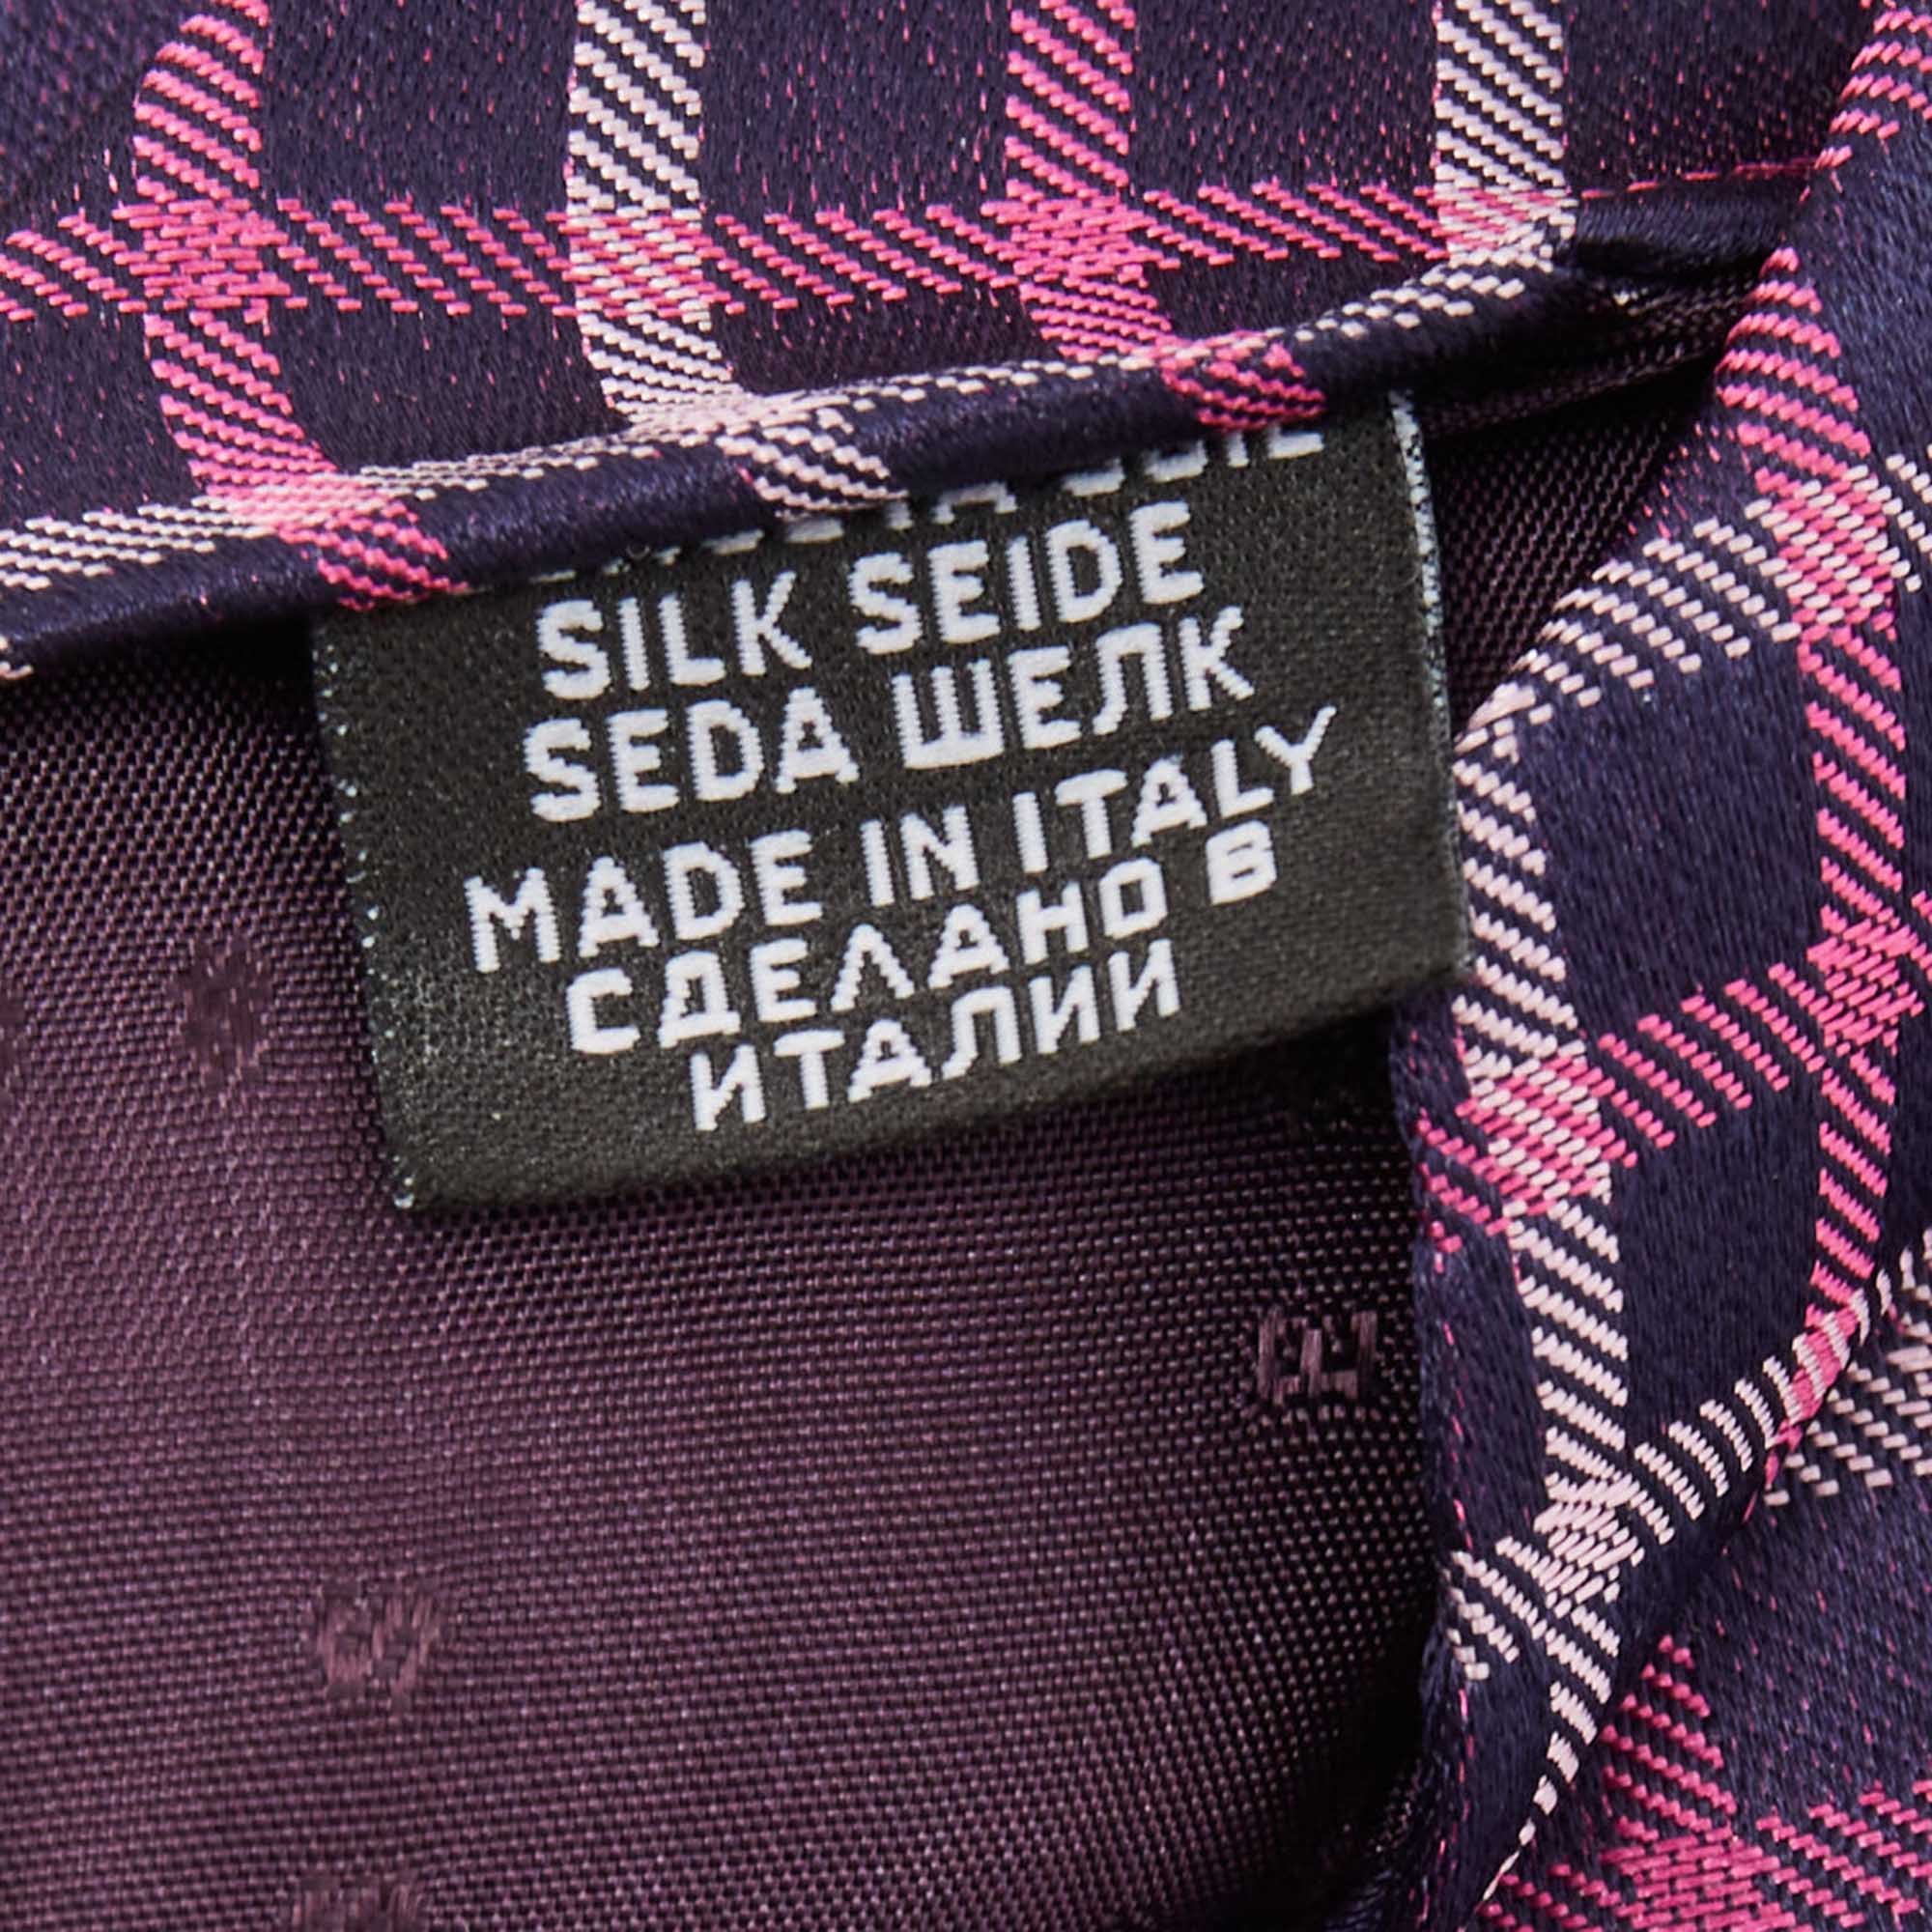 SILK SEIDE
SEDA ШЕЛК
MADE IN ITALY
СДЕЛАНО В
ИТАЛИИ